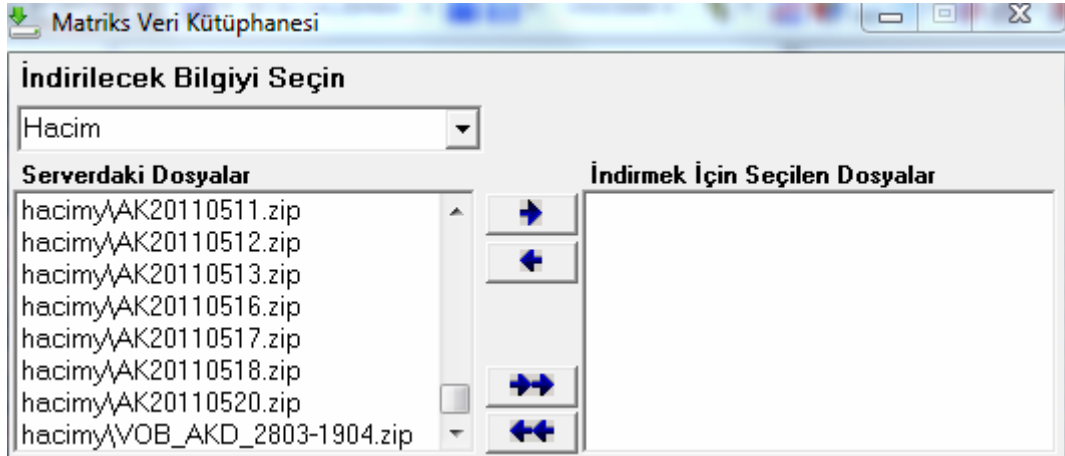 Matriks Veri Kütüphanesi
İndirilecek Bilgiyi Seçin
Hacim
Serverdaki Dosyalar
hacimy\AK20110511.zip
hacimy\AK20110512.zip
hacimy\AK20110513.zip
hacimy\AK20110516.zip
hacimy\AK20110517.zip
hacimy\AK20110518.zip
hacimy\AK20110520.zip
hacimy\VOB_AKD_2803-1904.zip
İndirmek İçin Seçilen Dosyalar